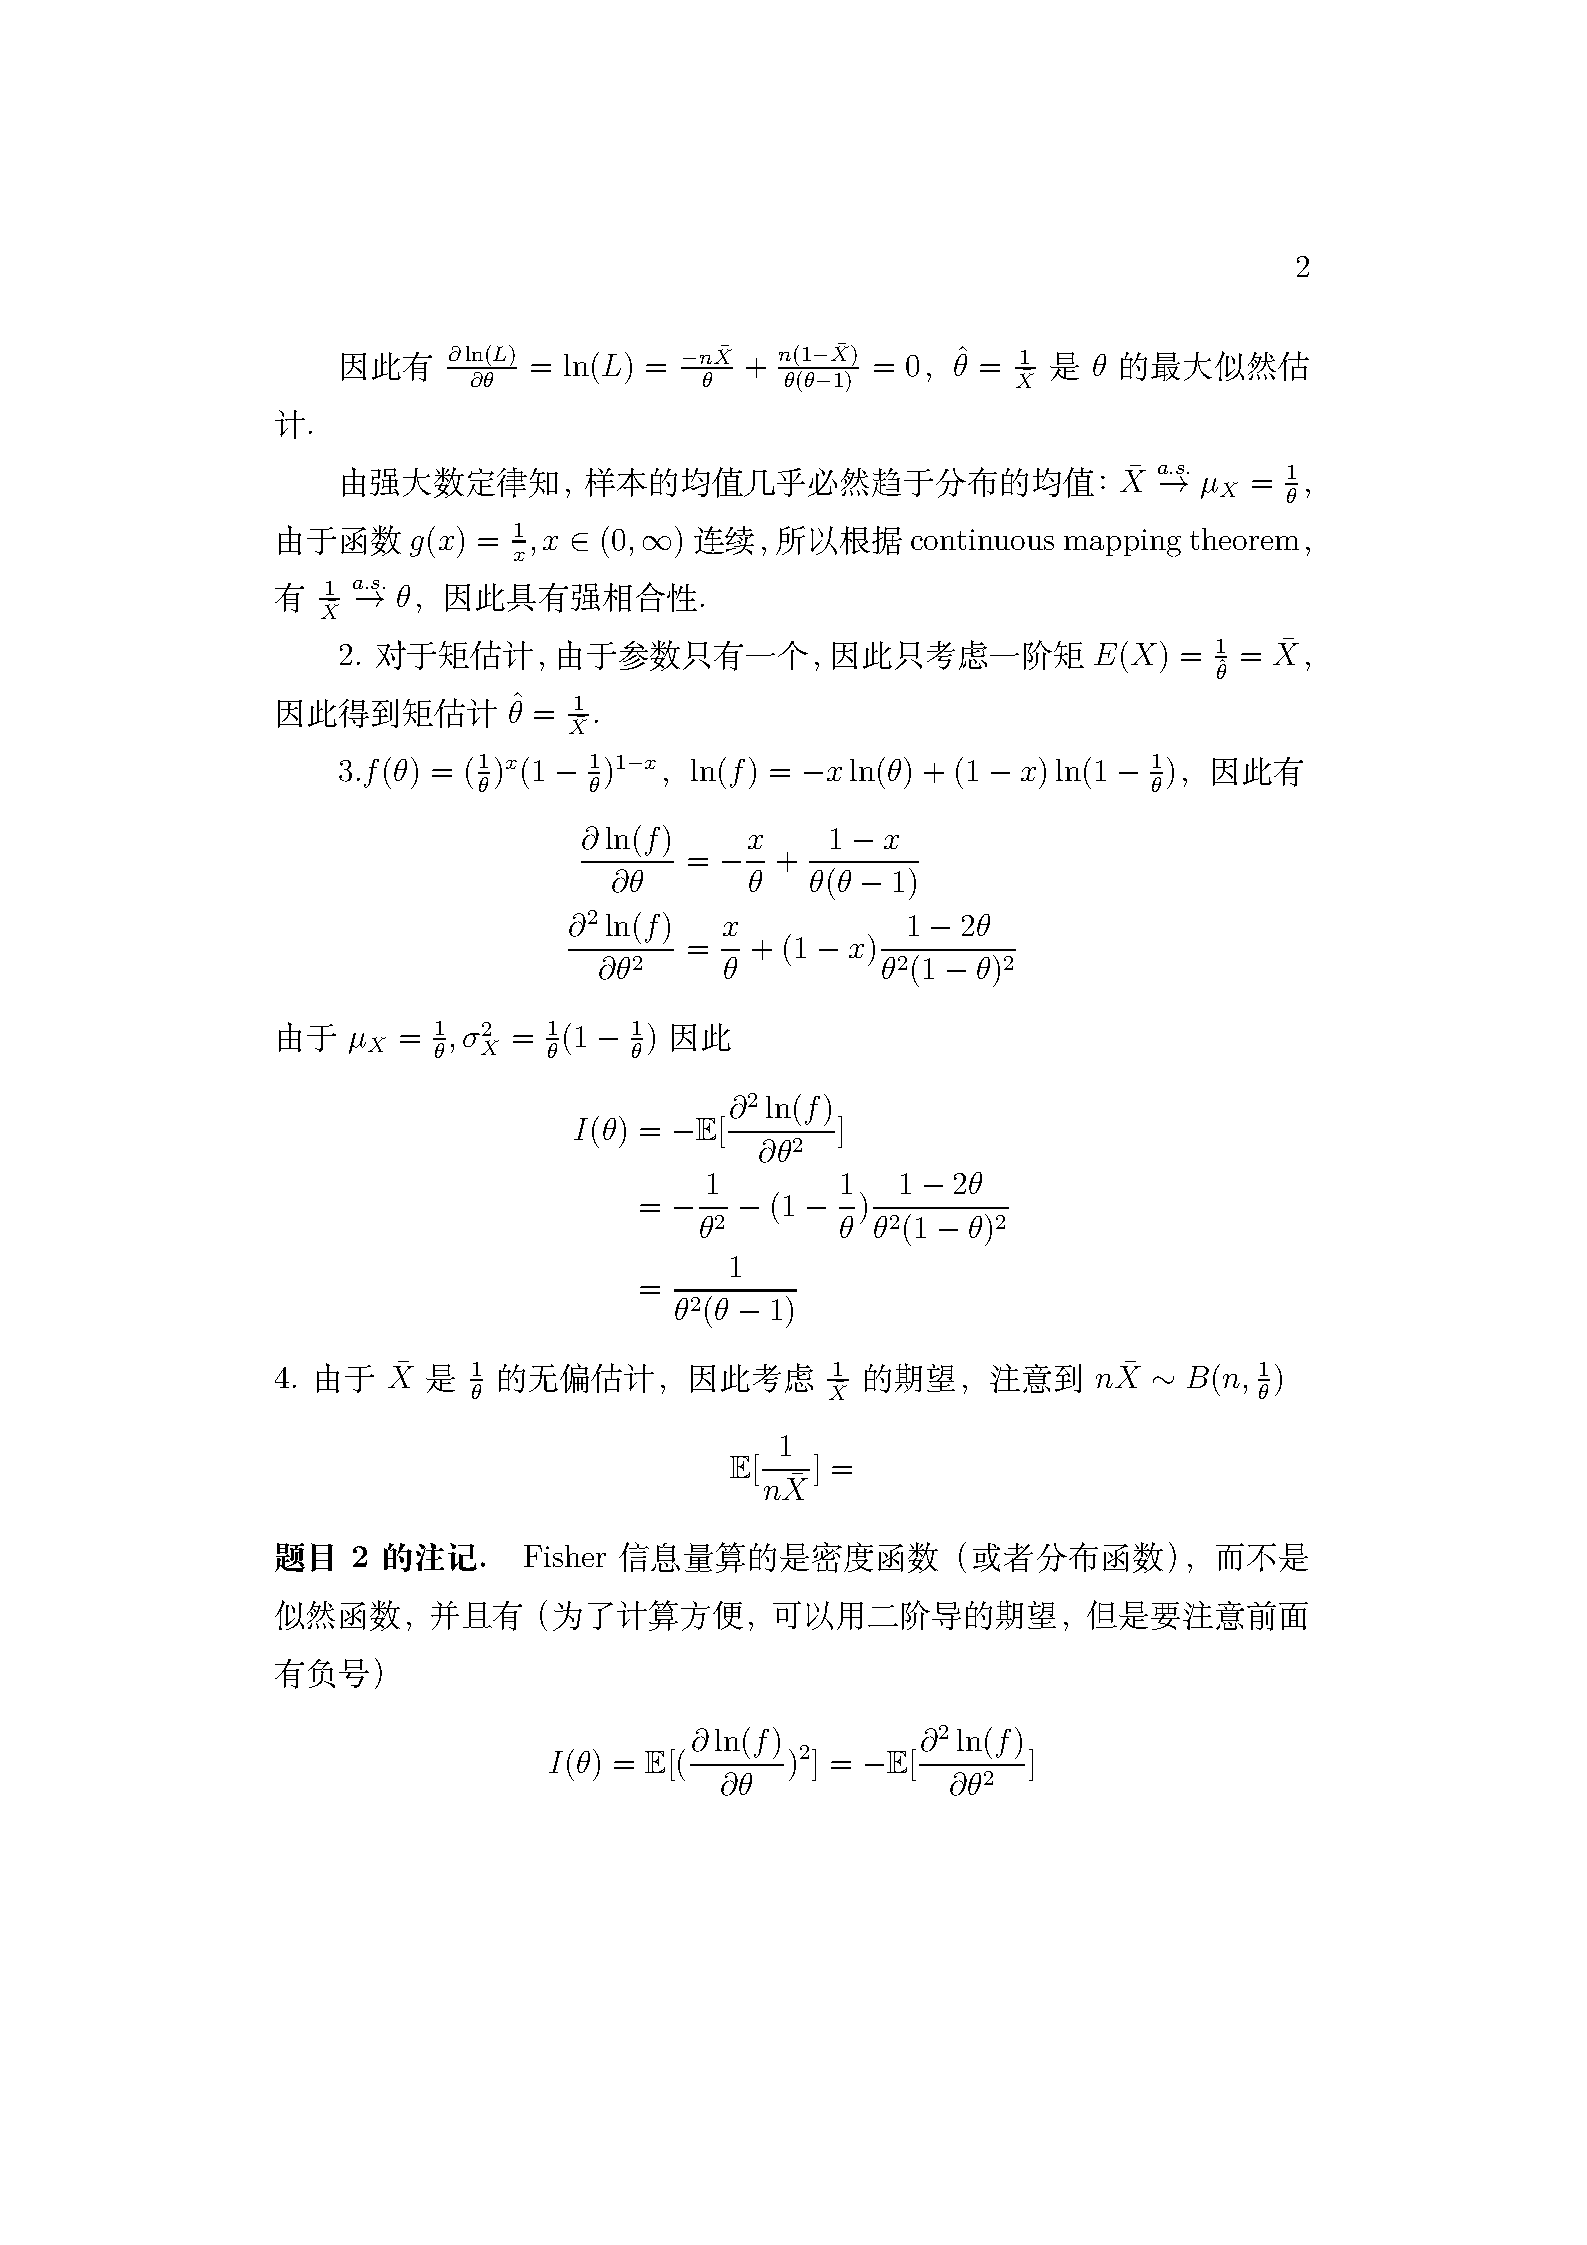 2
因此有 $\frac{\partial \ln(L)}{\partial \theta} = \ln(L) = \frac{-n\bar{X}}{\theta} + \frac{n(1-\bar{X})}{\theta(\theta-1)} = 0$, $\hat{\theta} = \frac{1}{\bar{X}}$ 是 $\theta$ 的最大似然估
计.
由强大数定律知, 样本的均值几乎必然趋于分布的均值: $\bar{X} \stackrel{a.s.}{\rightarrow} \mu_X = \frac{1}{\theta}$,
由于函数 $g(x) = \frac{1}{x}, x \in (0, \infty)$ 连续, 所以根据 continuous mapping theorem,
有 $\frac{1}{\bar{X}} \stackrel{a.s.}{\rightarrow} \theta$, 因此具有强相合性.
2. 对于矩估计, 由于参数只有一个, 因此只考虑一阶矩 $E(X) = \frac{1}{\hat{\theta}} = \bar{X}$,
因此得到矩估计 $\hat{\theta} = \frac{1}{\bar{X}}$.
3.$f(\theta) = (\frac{1}{\theta})^x(1 - \frac{1}{\theta})^{1-x}$, $\ln(f) = -x\ln(\theta) + (1 - x)\ln(1 - \frac{1}{\theta})$, 因此有
$\frac{\partial \ln(f)}{\partial \theta} = -\frac{x}{\theta} + \frac{1 - x}{\theta(\theta - 1)}$
$\frac{\partial^2 \ln(f)}{\partial \theta^2} = \frac{x}{\theta} + (1 - x)\frac{1 - 2\theta}{\theta^2(1 - \theta)^2}$
由于 $\mu_X = \frac{1}{\theta}, \sigma_X^2 = \frac{1}{\theta}(1 - \frac{1}{\theta})$ 因此
$I(\theta) = -\mathbb{E}[\frac{\partial^2 \ln(f)}{\partial \theta^2}]$
$= -\frac{1}{\theta^2} - (1 - \frac{1}{\theta})\frac{1 - 2\theta}{\theta^2(1 - \theta)^2}$
$= \frac{1}{\theta^2(\theta - 1)}$
4. 由于 $\bar{X}$ 是 $\frac{1}{\theta}$ 的无偏估计, 因此考虑 $\frac{1}{\bar{X}}$ 的期望, 注意到 $n\bar{X} \sim B(n, \frac{1}{\theta})$
$\mathbb{E}[\frac{1}{n\bar{X}}] =$
题目 2 的注记. Fisher 信息量算的是密度函数（或者分布函数）, 而不是
似然函数, 并且有（为了计算方便, 可以用二阶导的期望, 但是要注意前面
有负号）
$I(\theta) = \mathbb{E}[(\frac{\partial \ln(f)}{\partial \theta})^2] = -\mathbb{E}[\frac{\partial^2 \ln(f)}{\partial \theta^2}]$